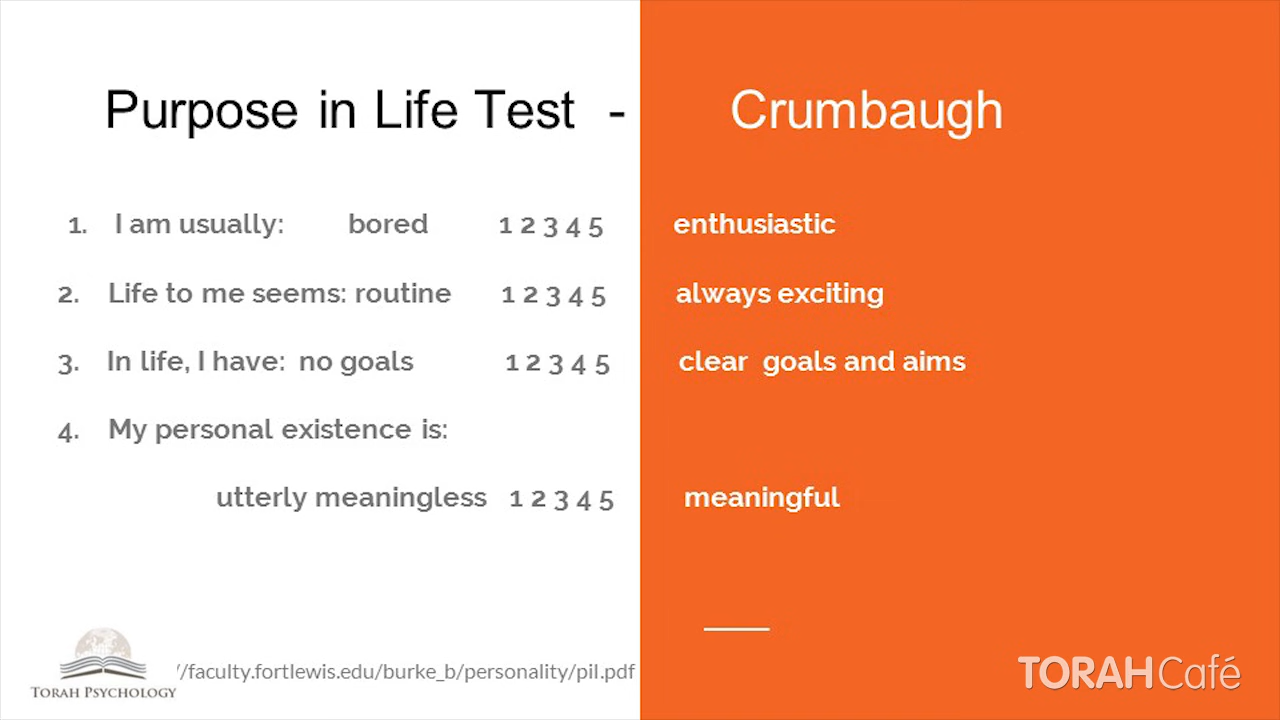 Purpose in Life Test - Crumbaugh
1. I am usually: bored 1 2 3 4 5 enthusiastic
2. Life to me seems: routine 1 2 3 4 5 always exciting
3. In life, I have: no goals 1 2 3 4 5 clear goals and aims
4. My personal existence is:
utterly meaningless 1 2 3 4 5 meaningful
//faculty.fortlewis.edu/burke_b/personality/pil.pdf
TORAH PSYCHOLOGY
TORAHCafé